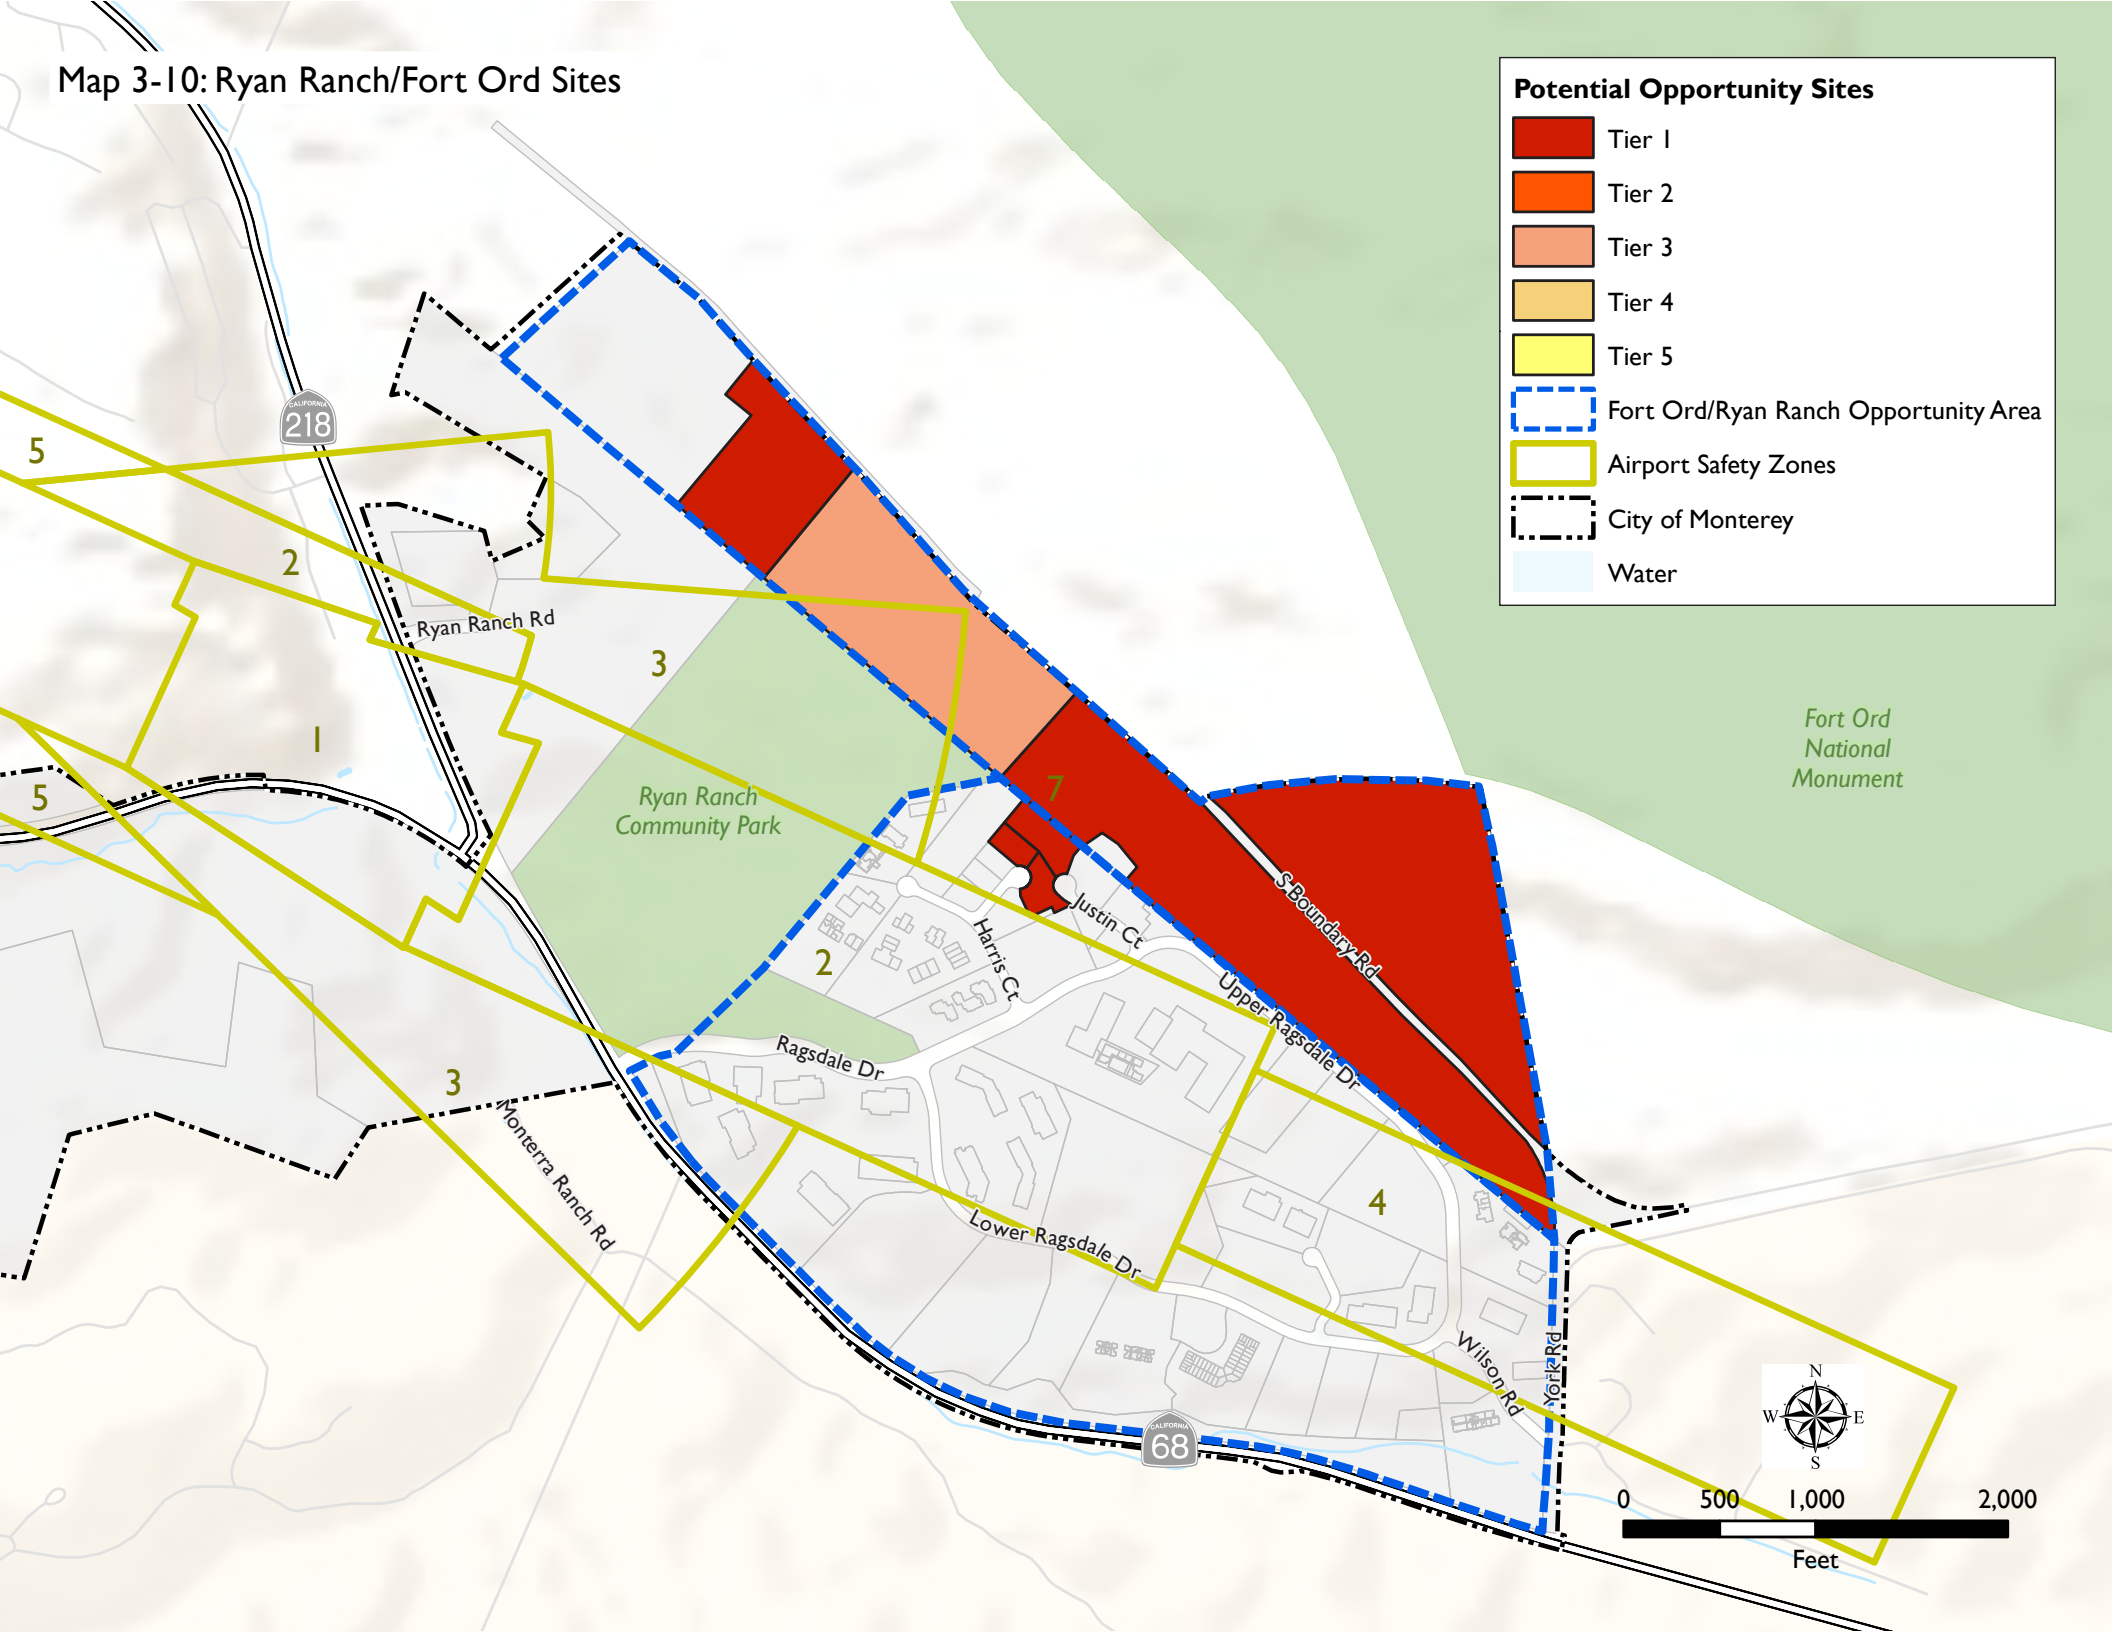 Map 3-10: Ryan Ranch/Fort Ord Sites
Potential Opportunity Sites
Tier 1
Tier 2
Tier 3
Tier 4
Tier 5
Fort Ord/Ryan Ranch Opportunity Area
Airport Safety Zones
City of Monterey
Water
CALIFORNIA
218
5
2
Ryan Ranch Rd
3
1
5
Ryan Ranch
Community Park
7
Fort Ord
National
Monument
S Boundary Rd
Justin Ct
Harris Ct
2
Upper Ragsdale Dr
Ragsdale Dr
3
Monterra Ranch Rd
4
Lower Ragsdale Dr
Wilson Rd
York Rd
CALIFORNIA
68
N
W
E
S
0
500
1,000
2,000
Feet